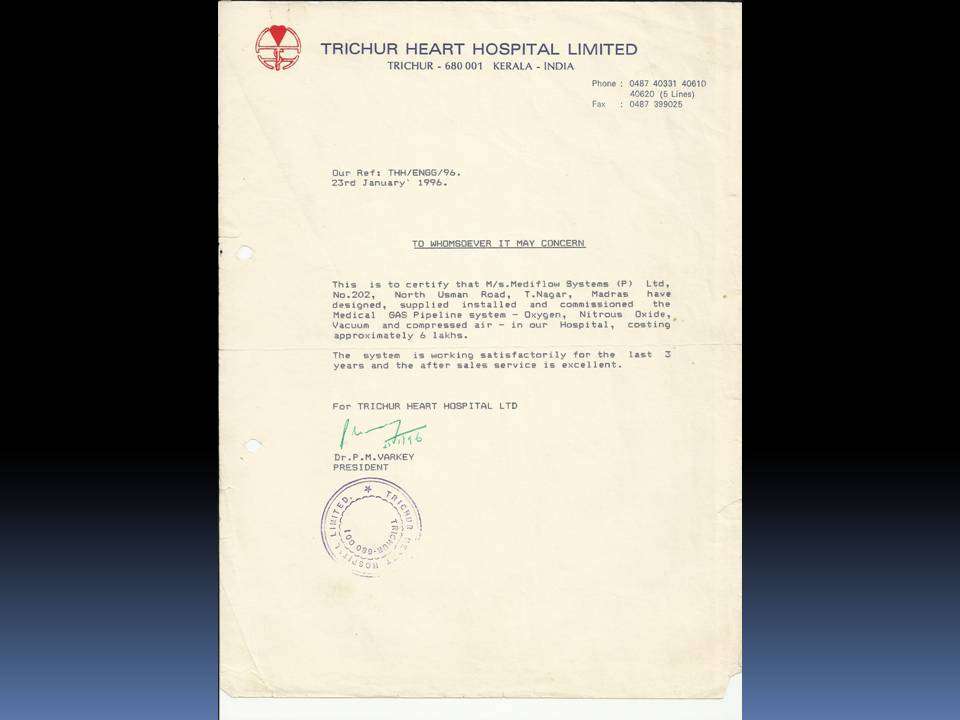 TRICHUR HEART HOSPITAL LIMITED
TRICHUR - 680 001 KERALA - INDIA
Phone : 0487 40331 40610
40620 (5 Lines)
Fax : 0487 399025
Our Ref: THH/ENGG/96.
23rd January' 1996.
TO WHOMSOEVER IT MAY CONCERN
This is to certify that M/s.Mediflow Systems (P) Ltd,
No.202, North Usman Road, T.Nagar, Madras have
designed, supplied installed and commissioned the
Medical GAS Pipeline system - Oxygen, Nitrous Oxide,
Vacuum and compressed air - in our Hospital, costing
approximately 6 lakhs.
The system is working satisfactorily for the last 3
years and the after sales service is excellent.
For TRICHUR HEART HOSPITAL LTD
Dr.P.M.VARKEY
PRESIDENT
TRICHUR HEART HOSPITAL LIMITED.
TRICHUR-680 001